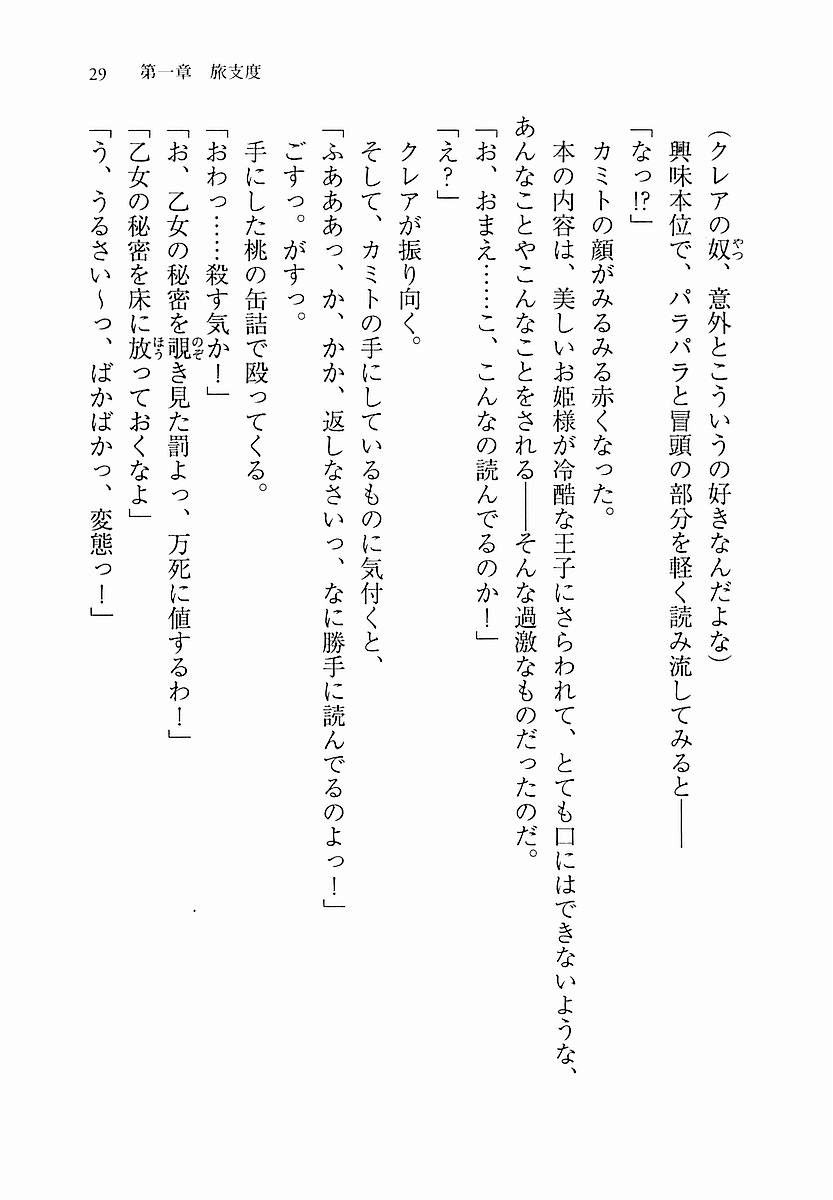 29　第一章　旅支度
(クレアの奴、意外とこういうの好きなんだよな)
興味本位で、パラパラと冒頭の部分を軽く読み流してみると――
「なっ!?」
カミトの顔がみるみる赤くなった。
本の内容は、美しいお姫様が冷酷な王子にさらわれて、とても口にはできないような、
あんなことやこんなことをされる――そんな過激なものだったのだ。
「お、おまえ……こ、こんなの読んでるのか！」
「え？」
クレアが振り向く。
そして、カミトの手にしているものに気付くと、
「ふあああっ、か、かか、返しなさいっ、なに勝手に読んでるのよっ！」
ごすっ。がすっ。
手にした桃の缶詰で殴ってくる。
「おわっ……殺す気か！」
「お、乙女の秘密を覗き見た罰よっ、万死に値するわ！」
「乙女の秘密を床に放っておくなよ」
「う、うるさい～っ、ばかばかっ、変態っ！」